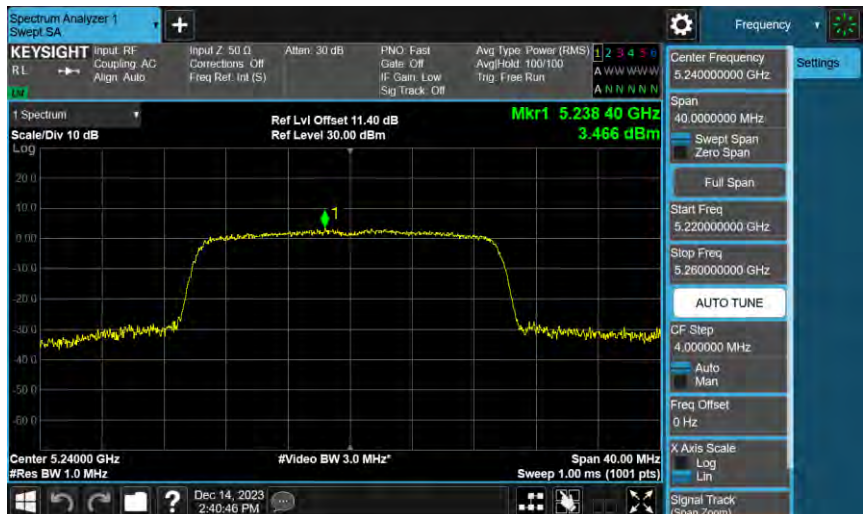 Spectrum Analyzer 1
Swept SA
+
Frequency
KEYSIGHT
RL
Input: RF
Coupling: AC
Align: Auto
Input Z: 50 Ω
Corrections: Off
Freq Ref: Int (S)
Atten: 30 dB
PNO: Fast
Gate: Off
IF Gain: Low
Sig Track: Off
Avg Type: Power (RMS)
Avg|Hold: 100/100
Trig: Free Run
1 2 3 4 5 6
A W W W W W
A N N N N N
1 Spectrum
Scale/Div 10 dB
Log
Ref Lvl Offset 11.40 dB
Ref Level 30.00 dBm
Mkr1 5.238 40 GHz
3.466 dBm
20.0
10.0
0.00
-10.0
-20.0
-30.0
-40.0
-50.0
-60.0
1
Center 5.24000 GHz
#Res BW 1.0 MHz
#Video BW 3.0 MHz*
Span 40.00 MHz
Sweep 1.00 ms (1001 pts)
?
Dec 14, 2023
2:40:46 PM
Center Frequency
5.240000000 GHz
Settings
Span
40.0000000 MHz
Swept Span
Zero Span
Full Span
Start Freq
5.220000000 GHz
Stop Freq
5.260000000 GHz
AUTO TUNE
CF Step
4.000000 MHz
Auto
Man
Freq Offset
0 Hz
X Axis Scale
Log
Lin
Signal Track
(Span Zoom)